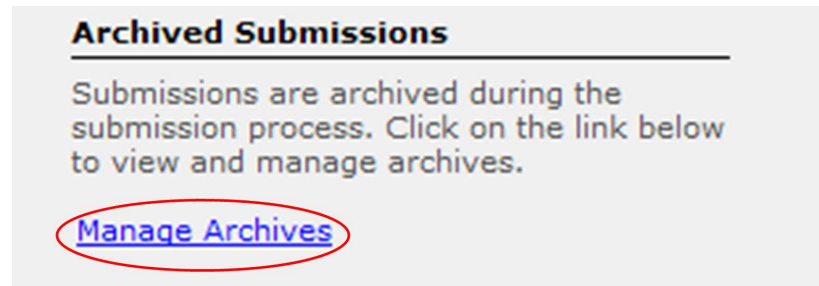 Archived Submissions
Submissions are archived during the
submission process. Click on the link below
to view and manage archives.
Manage Archives